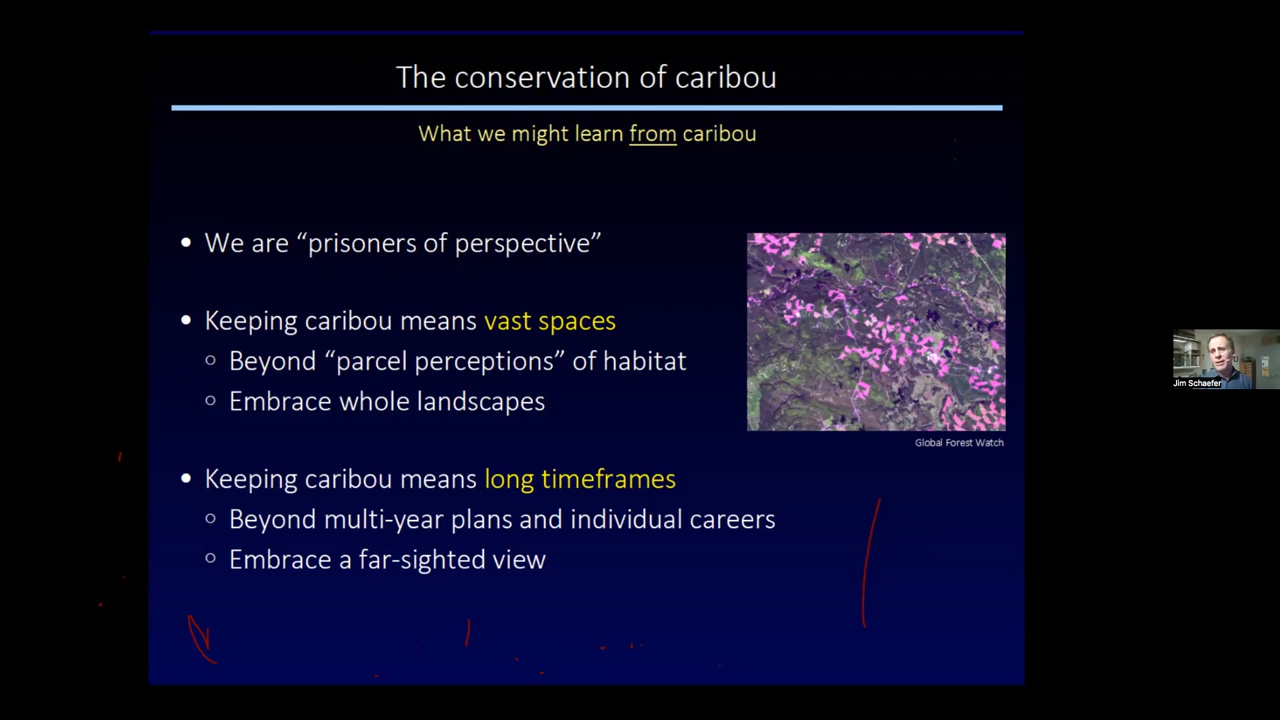 The conservation of caribou
What we might learn from caribou
• We are “prisoners of perspective”
• Keeping caribou means vast spaces
○ Beyond “parcel perceptions” of habitat
○ Embrace whole landscapes
Global Forest Watch
• Keeping caribou means long timeframes
○ Beyond multi-year plans and individual careers
○ Embrace a far-sighted view
Jim Schaefer